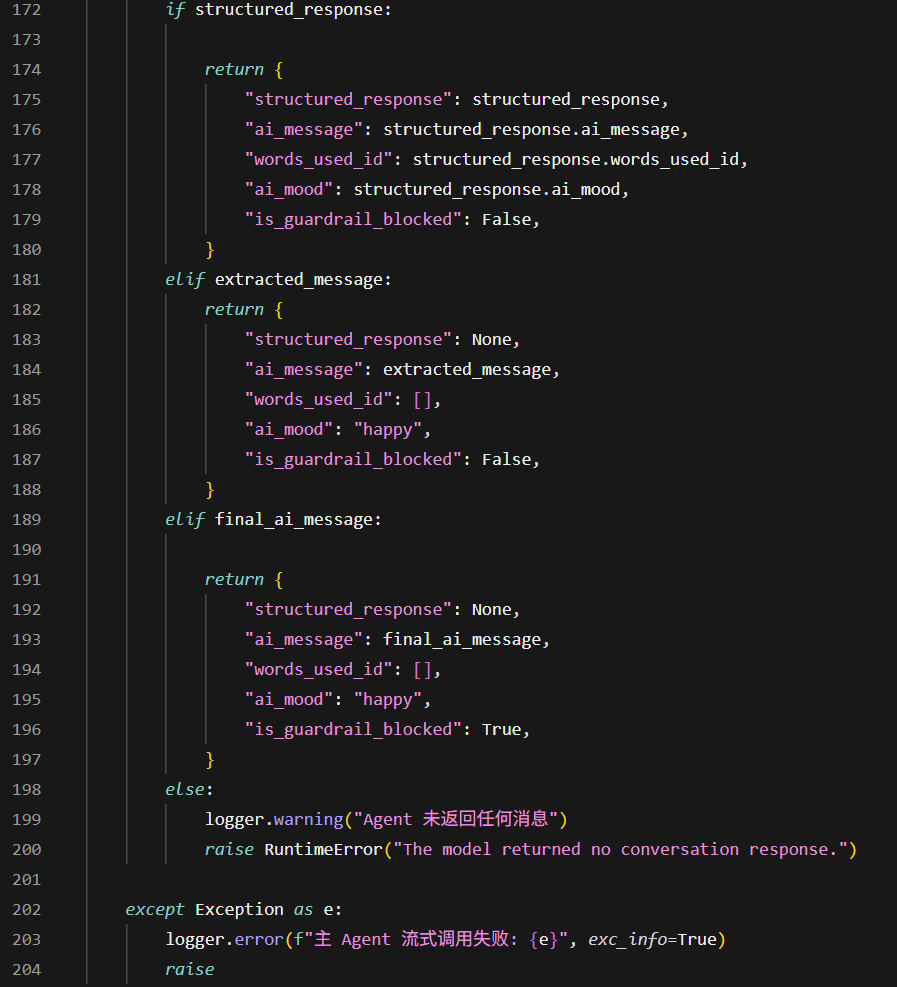 172 if structured_response:
173
174 return {
175 "structured_response": structured_response,
176 "ai_message": structured_response.ai_message,
177 "words_used_id": structured_response.words_used_id,
178 "ai_mood": structured_response.ai_mood,
179 "is_guardrail_blocked": False,
180 }
181 elif extracted_message:
182 return {
183 "structured_response": None,
184 "ai_message": extracted_message,
185 "words_used_id": [],
186 "ai_mood": "happy",
187 "is_guardrail_blocked": False,
188 }
189 elif final_ai_message:
190
191 return {
192 "structured_response": None,
193 "ai_message": final_ai_message,
194 "words_used_id": [],
195 "ai_mood": "happy",
196 "is_guardrail_blocked": True,
197 }
198 else:
199 logger.warning("Agent 未返回任何消息")
200 raise RuntimeError("The model returned no conversation response.")
201
202 except Exception as e:
203 logger.error(f"主 Agent 流式调用失败: {e}", exc_info=True)
204 raise